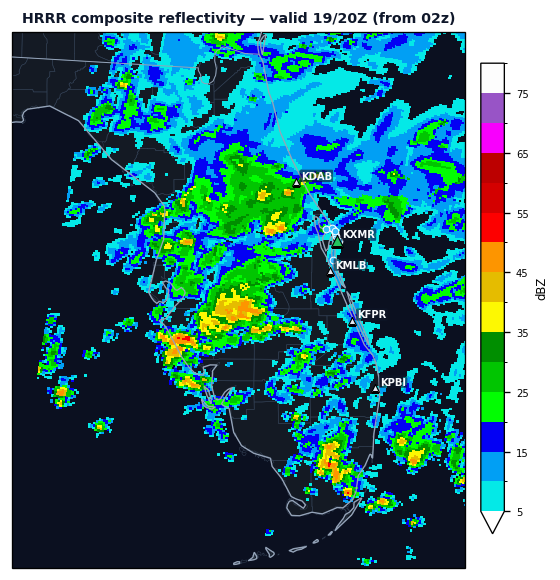 HRRR composite reflectivity — valid 19/20Z (from 02z)
KDAB
KXMR
KMLB
KFPR
KPBI
75
65
55
45
35
25
15
5
dBZ